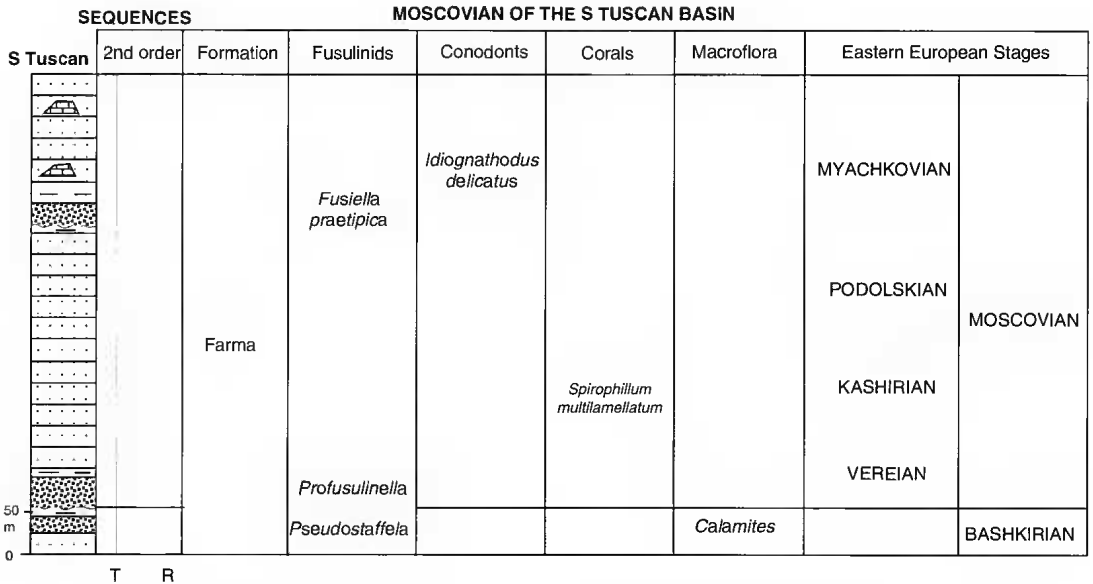 SEQUENCES
MOSCOVIAN OF THE S TUSCAN BASIN
S Tuscan
2nd order
Formation
Fusulinids
Conodonts
Corals
Macroflora
Eastern European Stages
Idiognathodus
delicatus
MYACHKOVIAN
Fusiella
praetipica
PODOLSKIAN
MOSCOVIAN
Farma
Spirophillum
multilamellatum
KASHIRIAN
VEREIAN
Profusulinella
50
m
0
Pseudostaffela
Calamites
BASHKIRIAN
T R